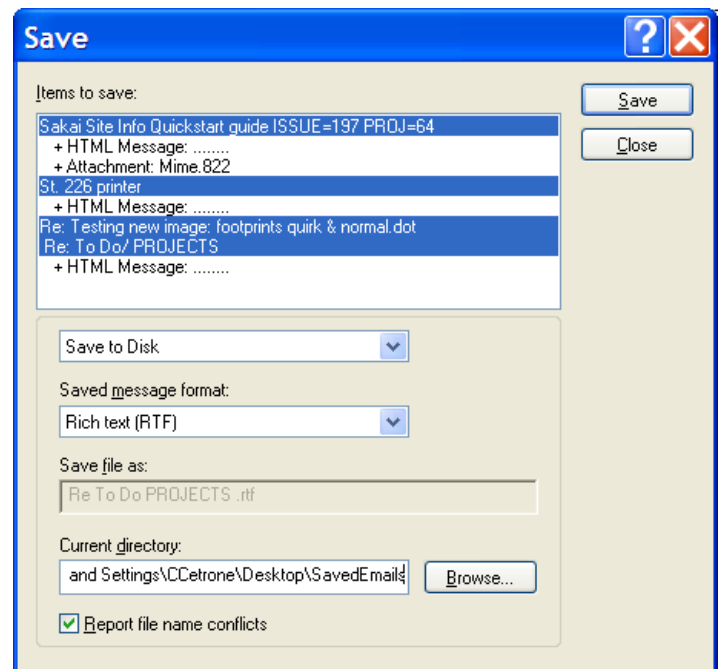 Save
Items to save:
Save
Sakai Site Info Quickstart guide ISSUE=197 PROJ=64
+ HTML Message: ........
+ Attachment: Mime.822
Close
St. 226 printer
+ HTML Message: ........
Re: Testing new image: footprints quirk & normal.dot
Re: To Do/ PROJECTS
+ HTML Message: ........
Save to Disk
Saved message format:
Rich text (RTF)
Save file as:
Re To Do PROJECTS .rtf
Current directory:
and Settings\CCetrone\Desktop\SavedEmails
Browse...
Report file name conflicts